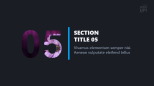 05
SECTION
TITLE 05
Vivamus elementum semper nisi.
Aenean vulputate eleifend tellus.